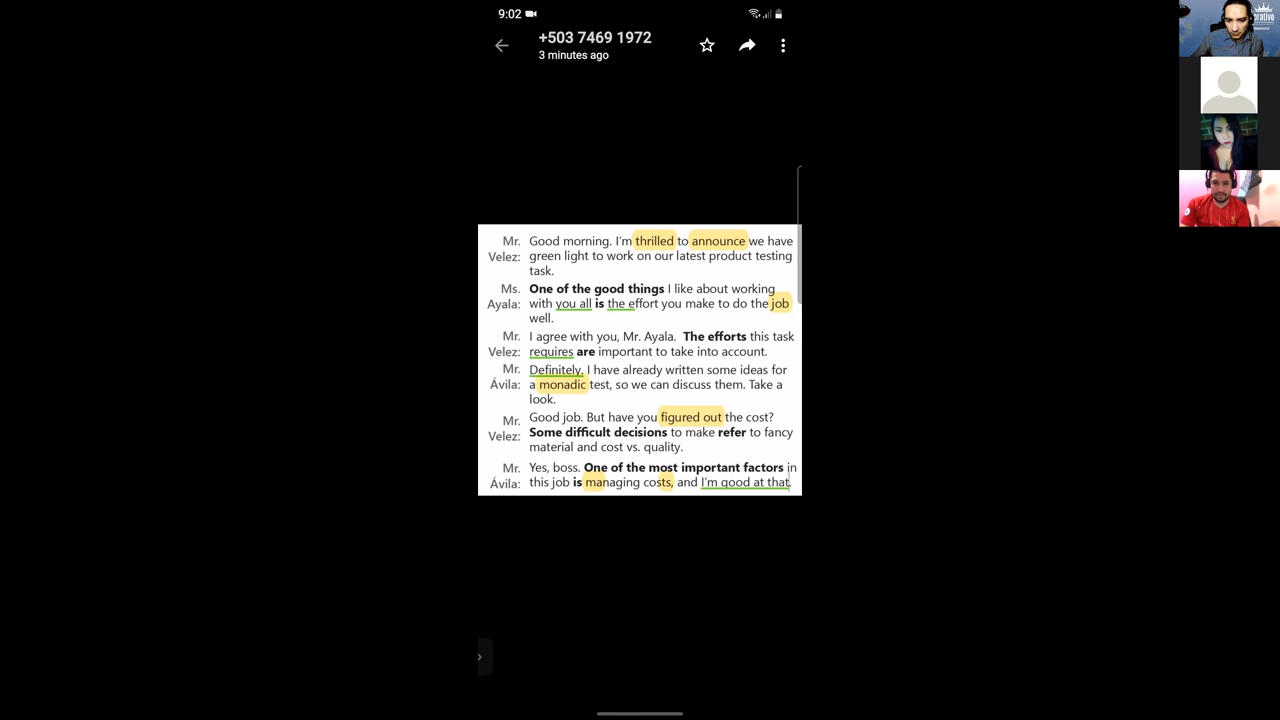 9:02
+503 7469 1972
3 minutes ago
Mr. Velez: Good morning. I'm thrilled to announce we have
green light to work on our latest product testing
task.
Ms. Ayala: One of the good things I like about working
with you all is the effort you make to do the job
well.
Mr. Velez: I agree with you, Mr. Ayala. The efforts this task
requires are important to take into account.
Mr. Ávila: Definitely. I have already written some ideas for
a monadic test, so we can discuss them. Take a
look.
Mr. Velez: Good job. But have you figured out the cost?
Some difficult decisions to make refer to fancy
material and cost vs. quality.
Mr. Ávila: Yes, boss. One of the most important factors in
this job is managing costs, and I'm good at that.